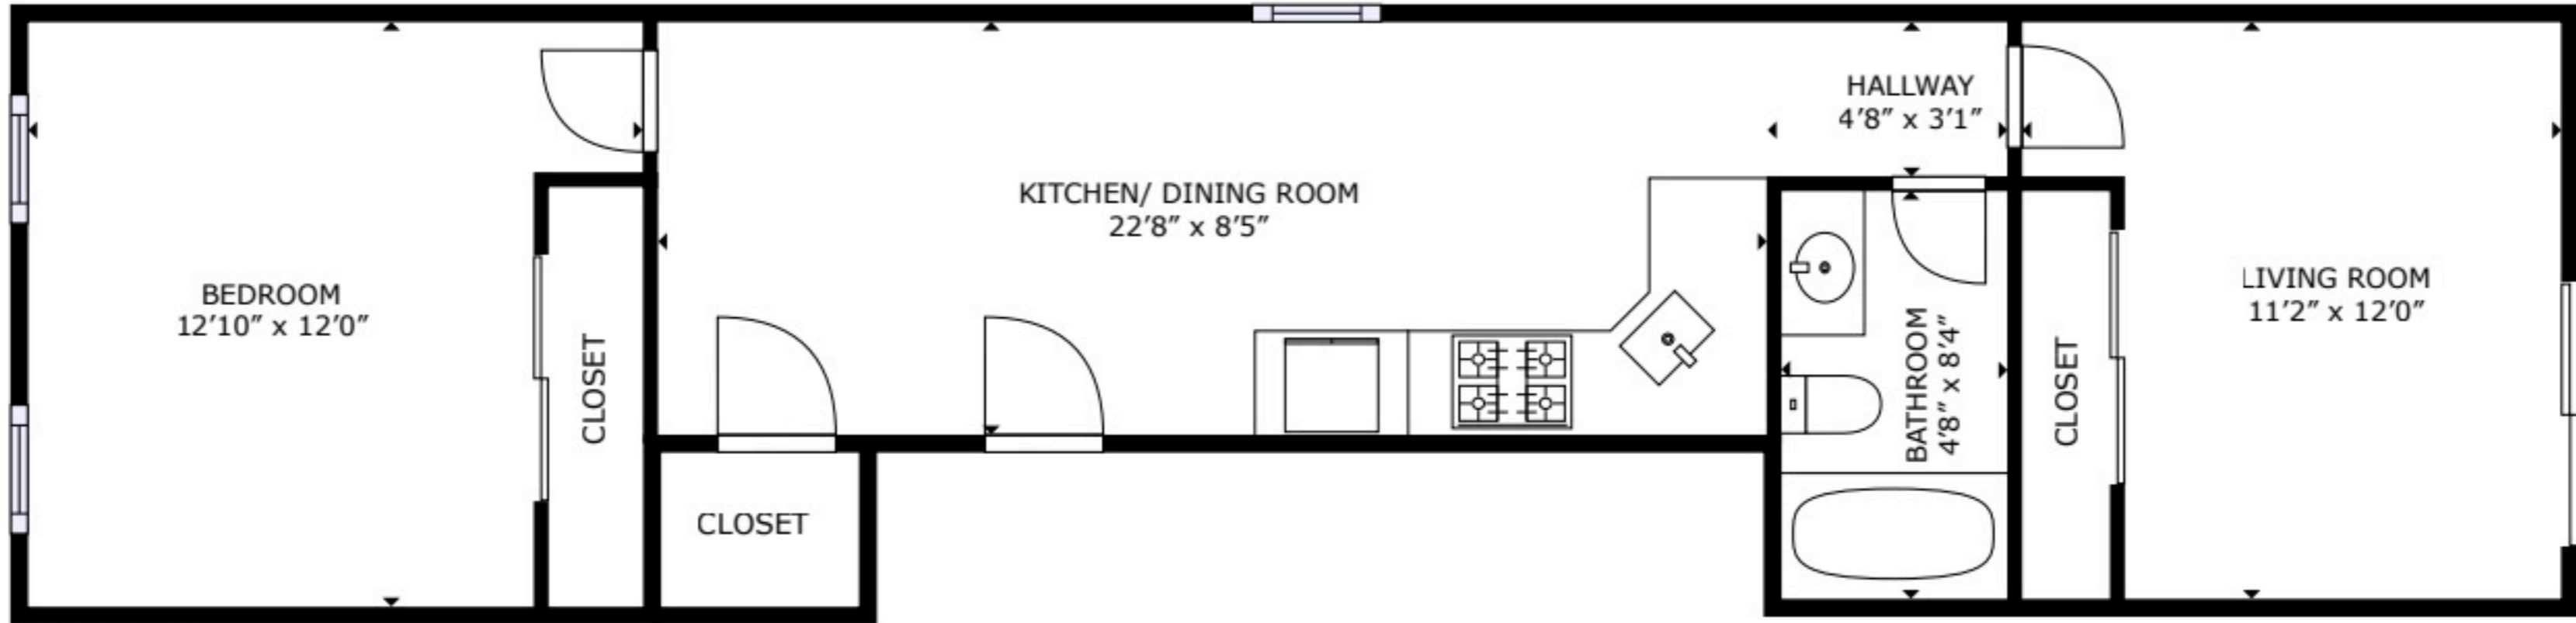 BEDROOM
12'10" x 12'0"
CLOSET
CLOSET
KITCHEN/ DINING ROOM
22'8" x 8'5"
HALLWAY
4'8" x 3'1"
BATHROOM
4'8" x 8'4"
CLOSET
LIVING ROOM
11'2" x 12'0"